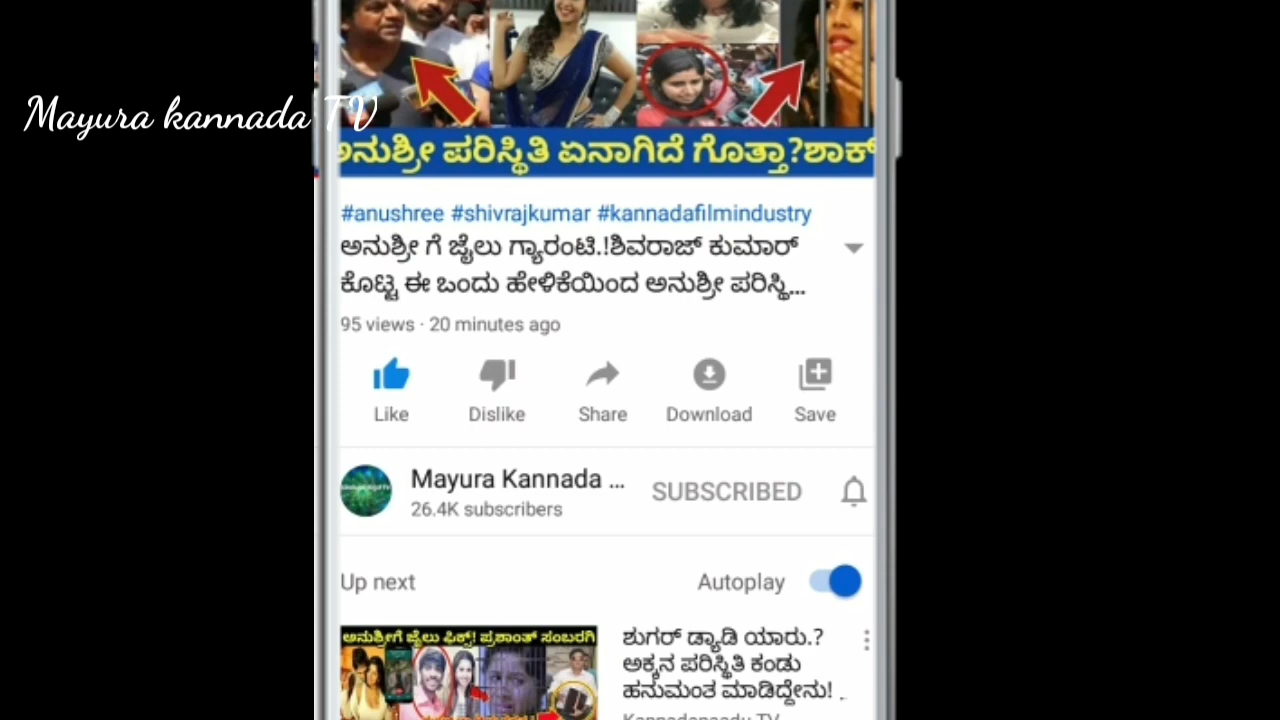 Mayura kannada TV
ಅನುಶ್ರೀ ಪರಿಸ್ಥಿತಿ ಏನಾಗಿದೆ ಗೊತ್ತಾ?ಶಾಕ್
#anushree #shivrajkumar #kannadafilmindustry
ಅನುಶ್ರೀ ಗೆ ಜೈಲು ಗ್ಯಾರಂಟಿ.!ಶಿವರಾಜ್ ಕುಮಾರ್
ಕೊಟ್ಟ ಈ ಒಂದು ಹೇಳಿಕೆಯಿಂದ ಅನುಶ್ರೀ ಪರಿಸ್ಥಿ...
95 views · 20 minutes ago
Like Dislike Share Download Save
Mayura Kannada ...
26.4K subscribers
SUBSCRIBED
Up next Autoplay
ಅನುಶ್ರೀಗೆ ಜೈಲು ಫಿಕ್ಸ್! ಪ್ರಶಾಂತ್ ಸಂಬರಗಿ
ಶುಗರ್ ಡ್ಯಾಡಿ ಯಾರು.?
ಅಕ್ಕನ ಪರಿಸ್ಥಿತಿ ಕಂಡು
ಹನುಮಂತ ಮಾಡಿದ್ದೇನು! ..
Kannadanaadu TV